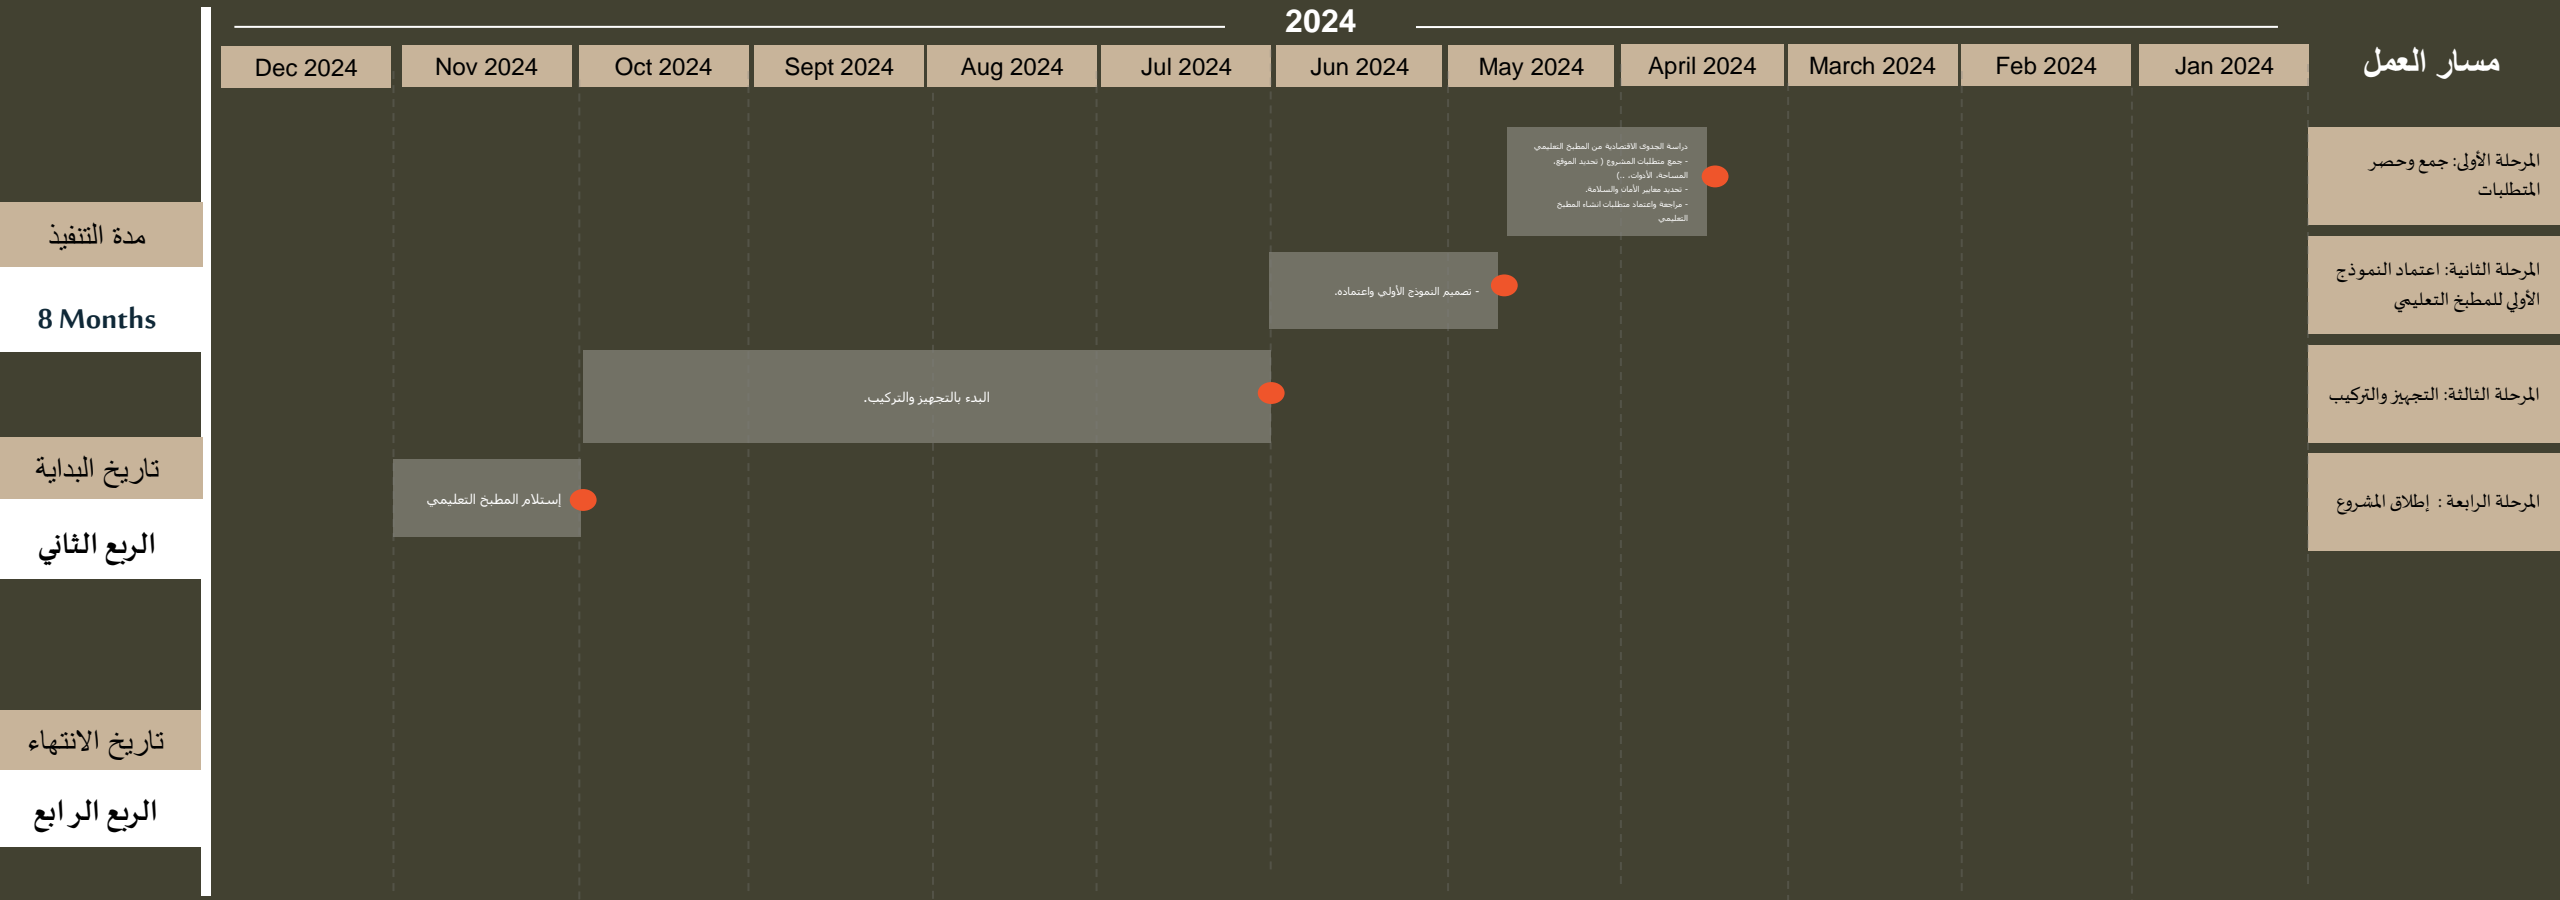 2024
مسار العمل
Jan 2024
Feb 2024
March 2024
April 2024
May 2024
Jun 2024
Jul 2024
Aug 2024
Sept 2024
Oct 2024
Nov 2024
Dec 2024
المرحلة الأولى: جمع وحصر
المتطلبات
دراسة الجدوى الاقتصادية من المطبخ التعليمي
- جمع متطلبات المشروع ( تحديد الموقع،
المساحة، الأدوات، ..)
- تحديد معايير الأمان والسلامة.
- مراجعة واعتماد متطلبات انشاء المطبخ
التعليمي
المرحلة الثانية: اعتماد النموذج
الأولي للمطبخ التعليمي
- تصميم النموذج الأولي واعتماده.
المرحلة الثالثة: التجهيز والتركيب
البدء بالتجهيز والتركيب.
المرحلة الرابعة : إطلاق المشروع
إستلام المطبخ التعليمي
مدة التنفيذ
8 Months
تاريخ البداية
الربع الثاني
تاريخ الانتهاء
الربع الرابع